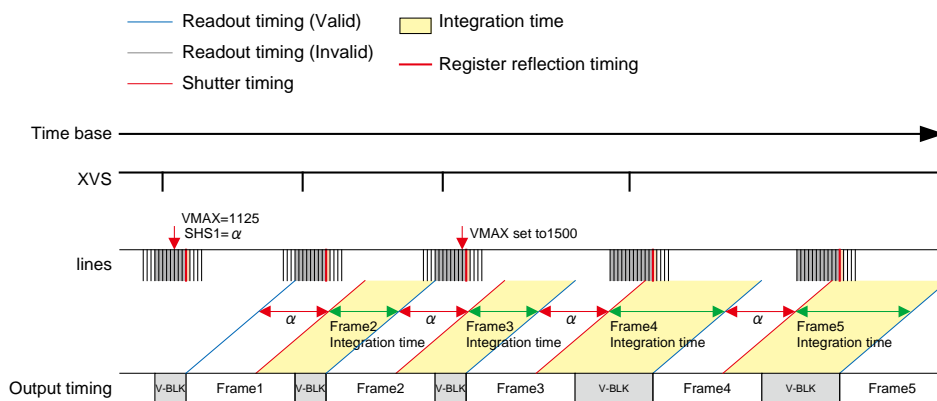 Readout timing (Valid)
Integration time
Readout timing (Invalid)
Register reflection timing
Shutter timing
Time base
XVS
VMAX=1125
SHS1= α
VMAX set to1500
lines
α
Frame2
Integration time
α
Frame3
Integration time
α
Frame4
Integration time
α
Frame5
Integration time
Output timing
V-BLK
Frame1
V-BLK
Frame2
V-BLK
Frame3
V-BLK
Frame4
V-BLK
Frame5